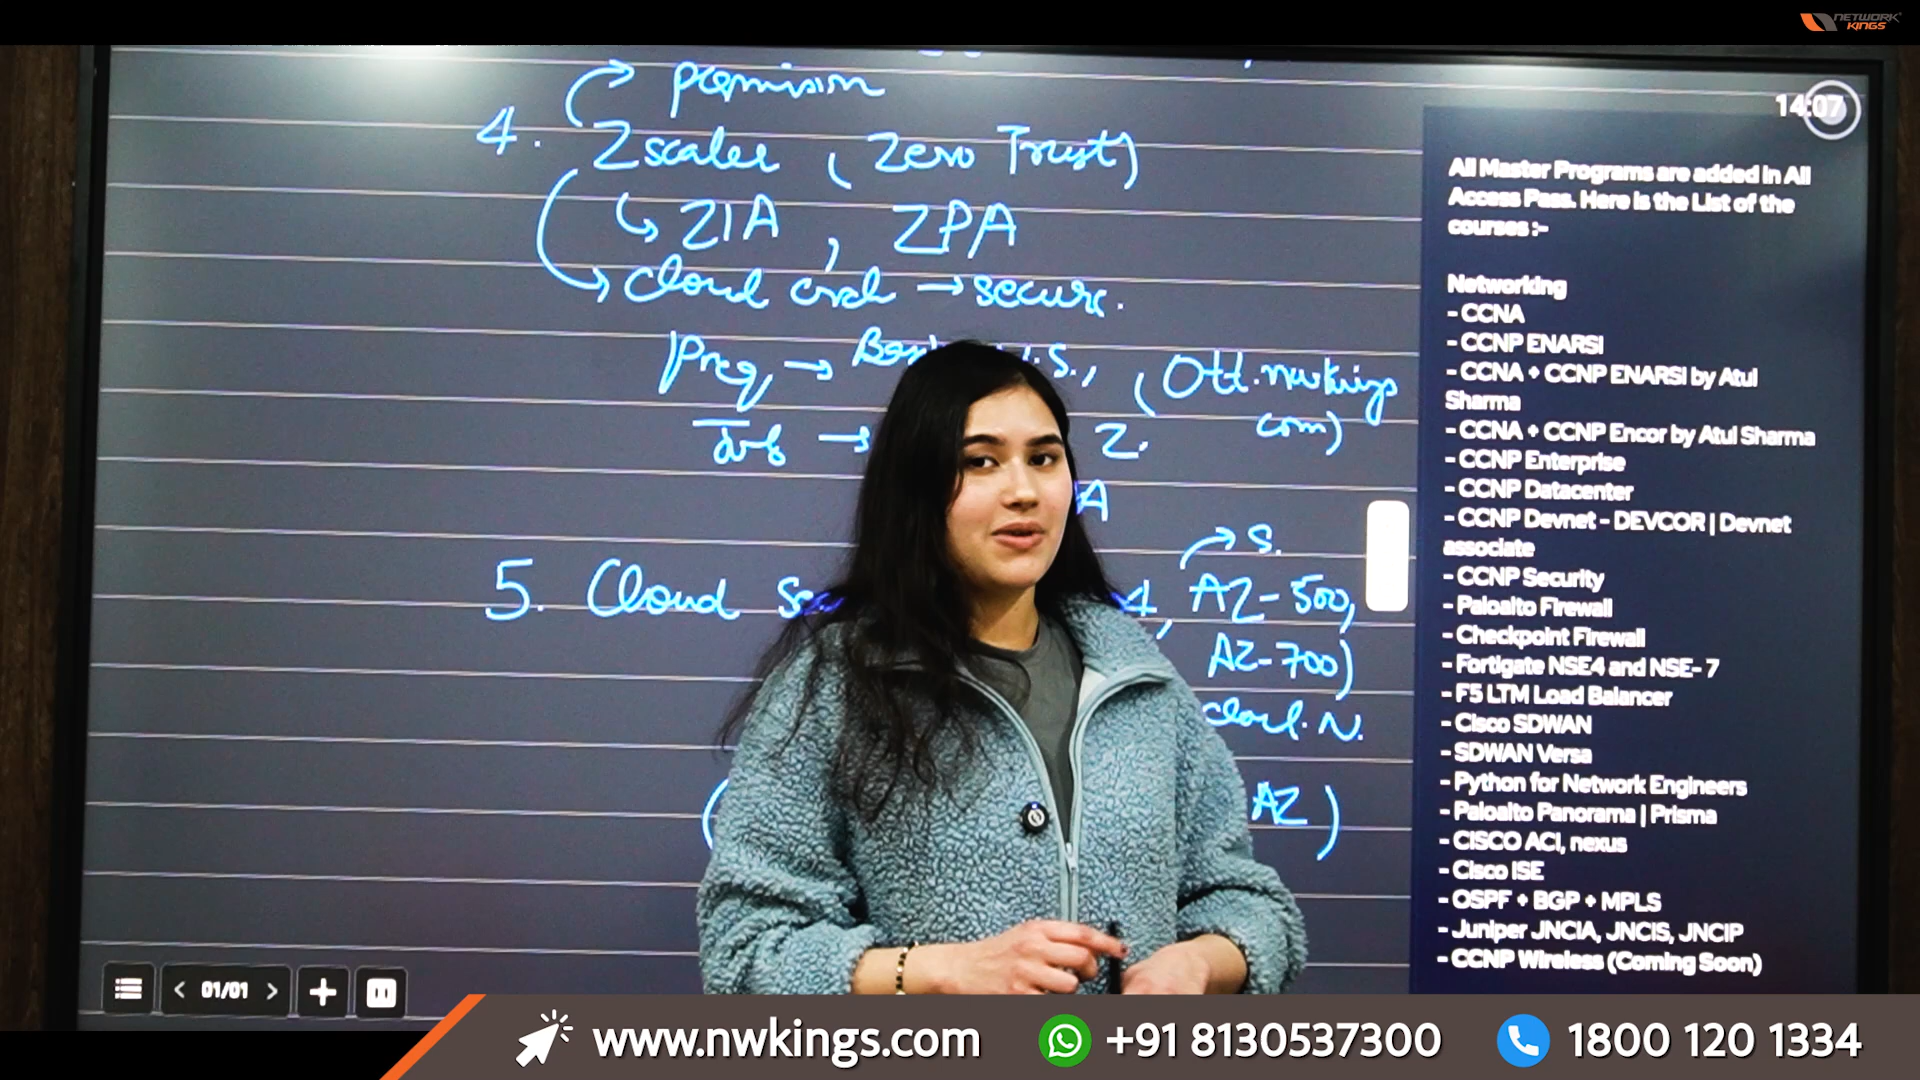 NETWORK KINGS
14:07
permission
4. Zscaler (Zero Trust)
ZIA, ZPA
cloud → secure.
Preq → , (Ott.nwkings
com)
→ Z.
A
S.
5. Cloud AZ-500,
AZ-700)
N.
( AZ )
All Master Programs are added in All
Access Pass. Here is the List of the
courses :-
Networking
- CCNA
- CCNP ENARSI
- CCNA + CCNP ENARSI by Atul
Sharma
- CCNA + CCNP Encor by Atul Sharma
- CCNP Enterprise
- CCNP Datacenter
- CCNP Devnet - DEVCOR | Devnet
associate
- CCNP Security
- Paloalto Firewall
- Checkpoint Firewall
- Fortigate NSE4 and NSE- 7
- F5 LTM Load Balancer
- Cisco SDWAN
- SDWAN Versa
- Python for Network Engineers
- Paloalto Panorama | Prisma
- CISCO ACI, nexus
- Cisco ISE
- OSPF + BGP + MPLS
- Juniper JNCIA, JNCIS, JNCIP
- CCNP Wireless (Coming Soon)
01/01
www.nwkings.com +91 8130537300 1800 120 1334